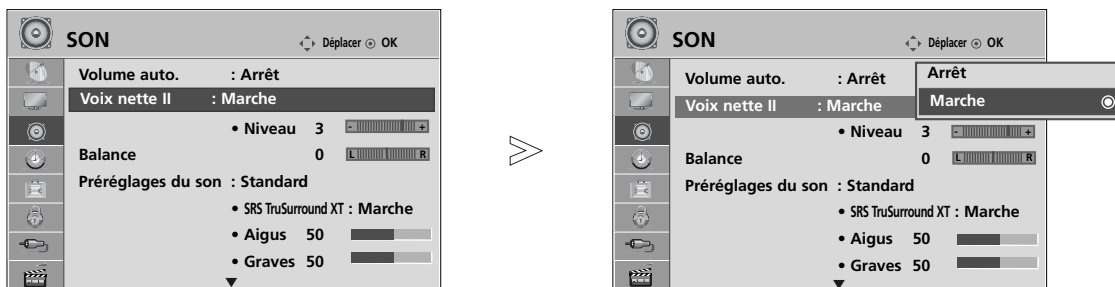 SON Déplacer OK
Volume auto. : Arrêt
Voix nette II : Marche
• Niveau 3 - +
Balance 0 L R
Préréglages du son : Standard
• SRS TruSurround XT : Marche
• Aigus 50
• Graves 50
SON Déplacer OK
Volume auto. : Arrêt
Voix nette II : Marche
Arrêt
Marche
• Niveau 3 - +
Balance 0 L R
Préréglages du son : Standard
• SRS TruSurround XT : Marche
• Aigus 50
• Graves 50